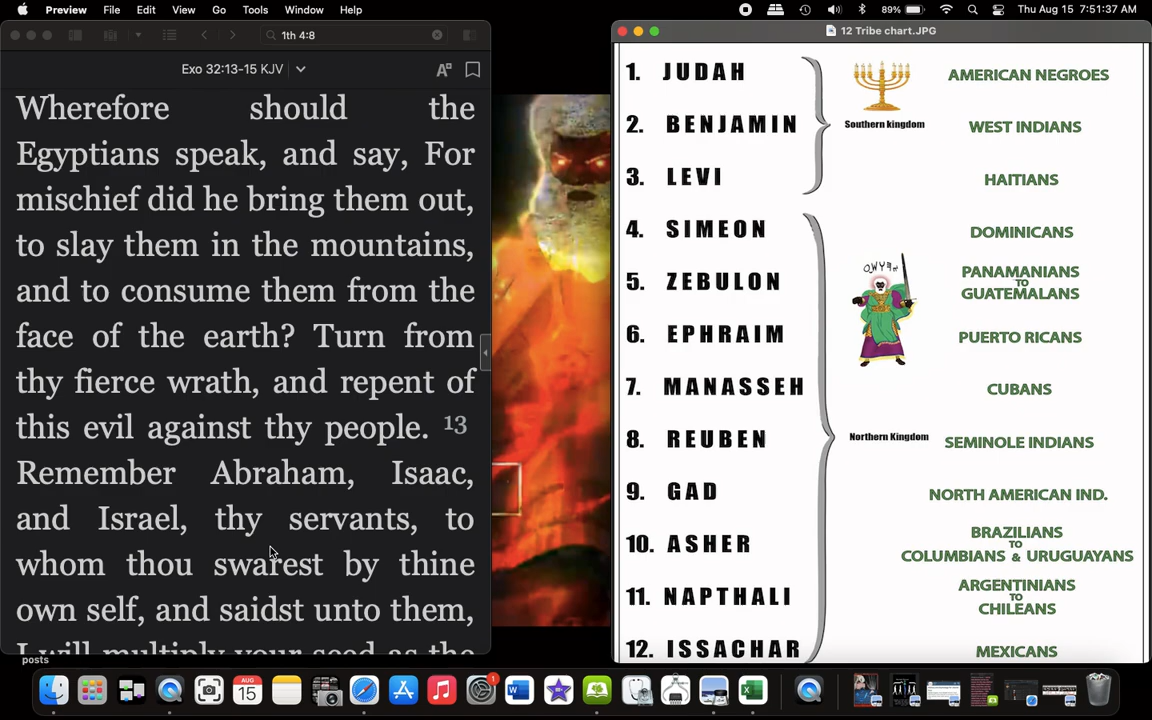 Preview File Edit View Go Tools Window Help
89% Thu Aug 15 7:51:37 AM
1th 4:8
Exo 32:13-15 KJV
Wherefore should the
Egyptians speak, and say, For
mischief did he bring them out,
to slay them in the mountains,
and to consume them from the
face of the earth? Turn from
thy fierce wrath, and repent of
this evil against thy people. 13
Remember Abraham, Isaac,
and Israel, thy servants, to
whom thou swarest by thine
own self, and saidst unto them,
I will multiply your seed as the
posts
12 Tribe chart.JPG
1. JUDAH AMERICAN NEGROES
Southern kingdom
2. BENJAMIN WEST INDIANS
3. LEVI HAITIANS
4. SIMEON DOMINICANS
5. ZEBULON PANAMANIANS
TO
GUATEMALANS
6. EPHRAIM PUERTO RICANS
7. MANASSEH CUBANS
8. REUBEN Northern Kingdom SEMINOLE INDIANS
9. GAD NORTH AMERICAN IND.
10. ASHER BRAZILIANS
TO
COLUMBIANS & URUGUAYANS
11. NAPTHALI ARGENTINIANS
TO
CHILEANS
12. ISSACHAR MEXICANS
AUG
15
1